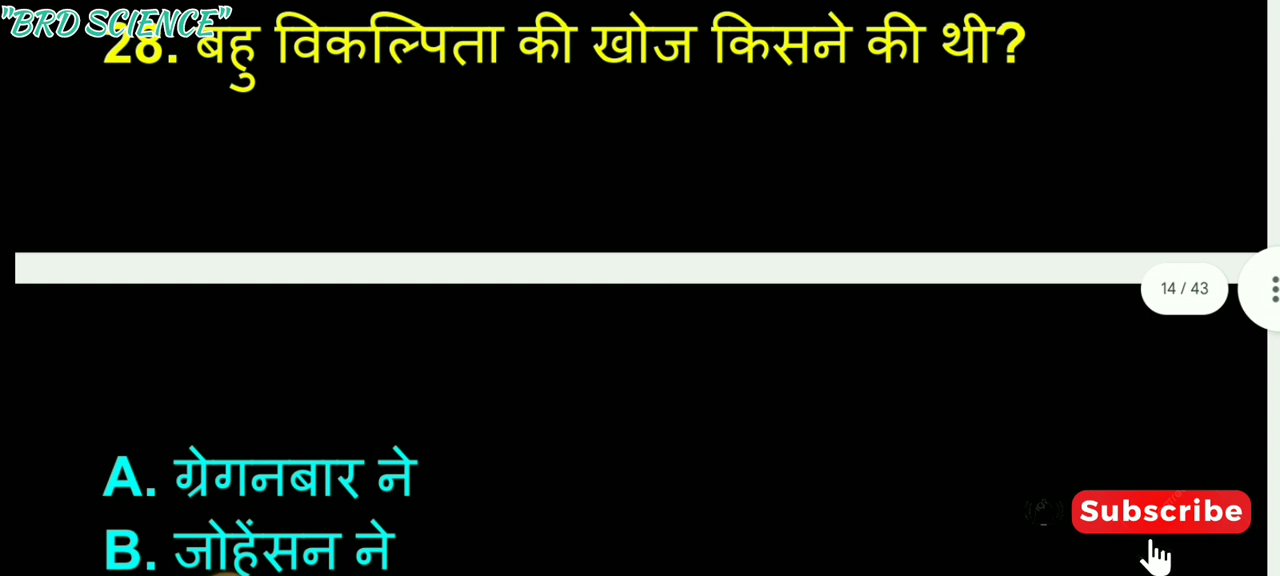 "BRD SCIENCE"
28. बहु विकल्पिता की खोज किसने की थी?
14 / 43
A. ग्रेगनबार ने
Subscribe
B. जोहेंसन ने